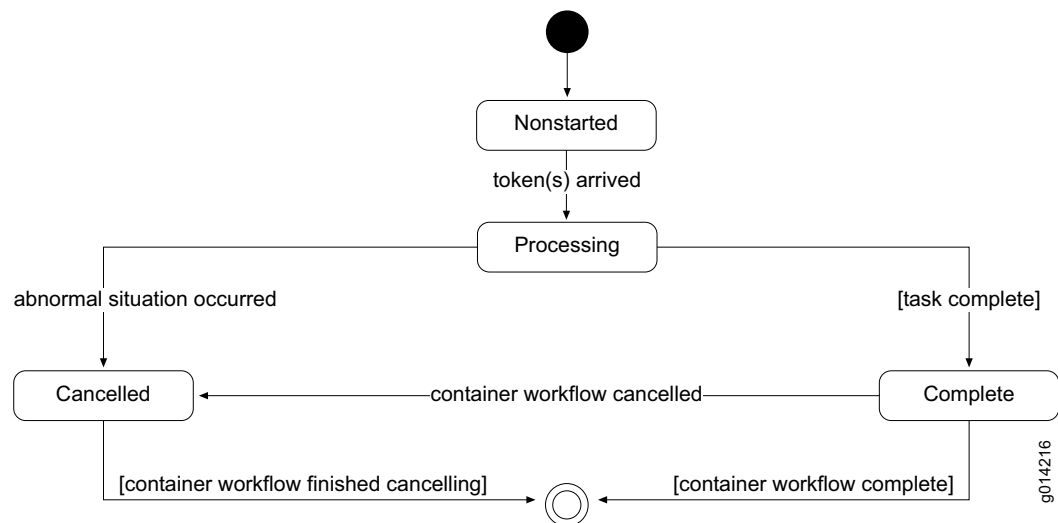 Nonstarted
token(s) arrived
Processing
abnormal situation occurred
[task complete]
Cancelled
container workflow cancelled
Complete
[container workflow finished cancelling]
[container workflow complete]
g014216